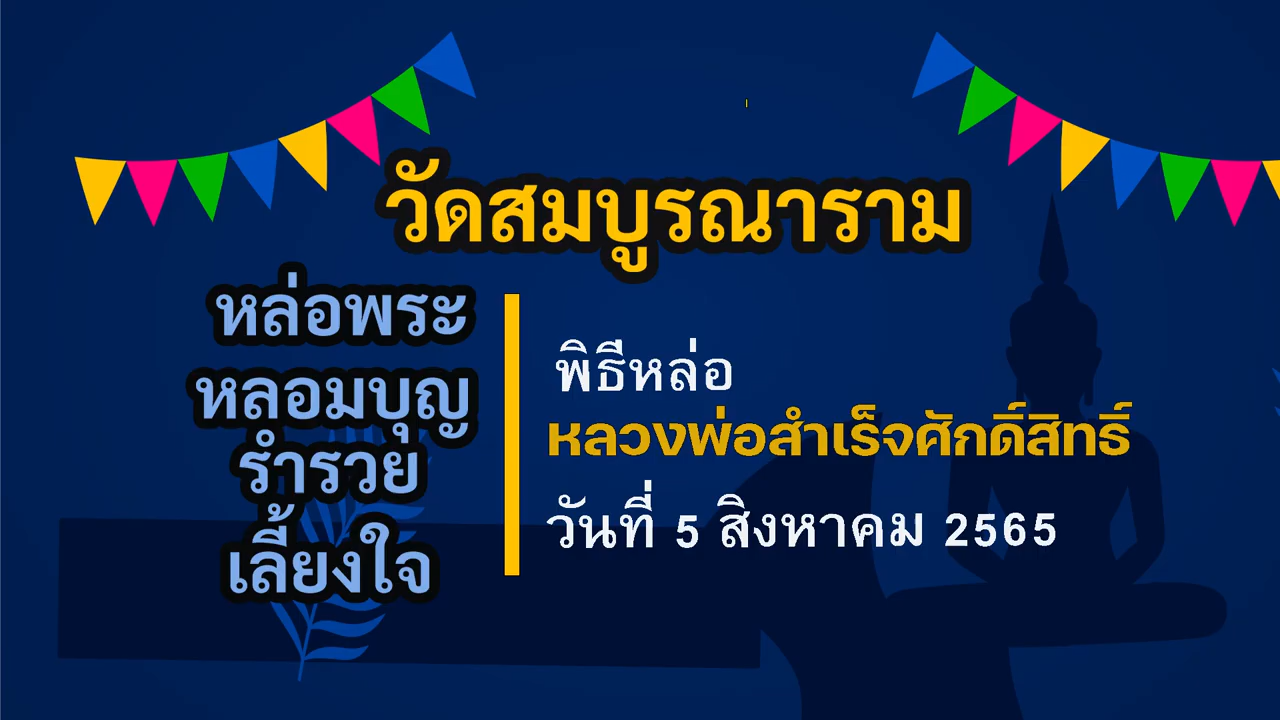 วัดสมบูรณาราม
หล่อพระ
หลอมบุญ
ร่ำรวย
เลี้ยงใจ
พิธีหล่อ
หลวงพ่อสำเร็จศักดิ์สิทธิ์
วันที่ 5 สิงหาคม 2565